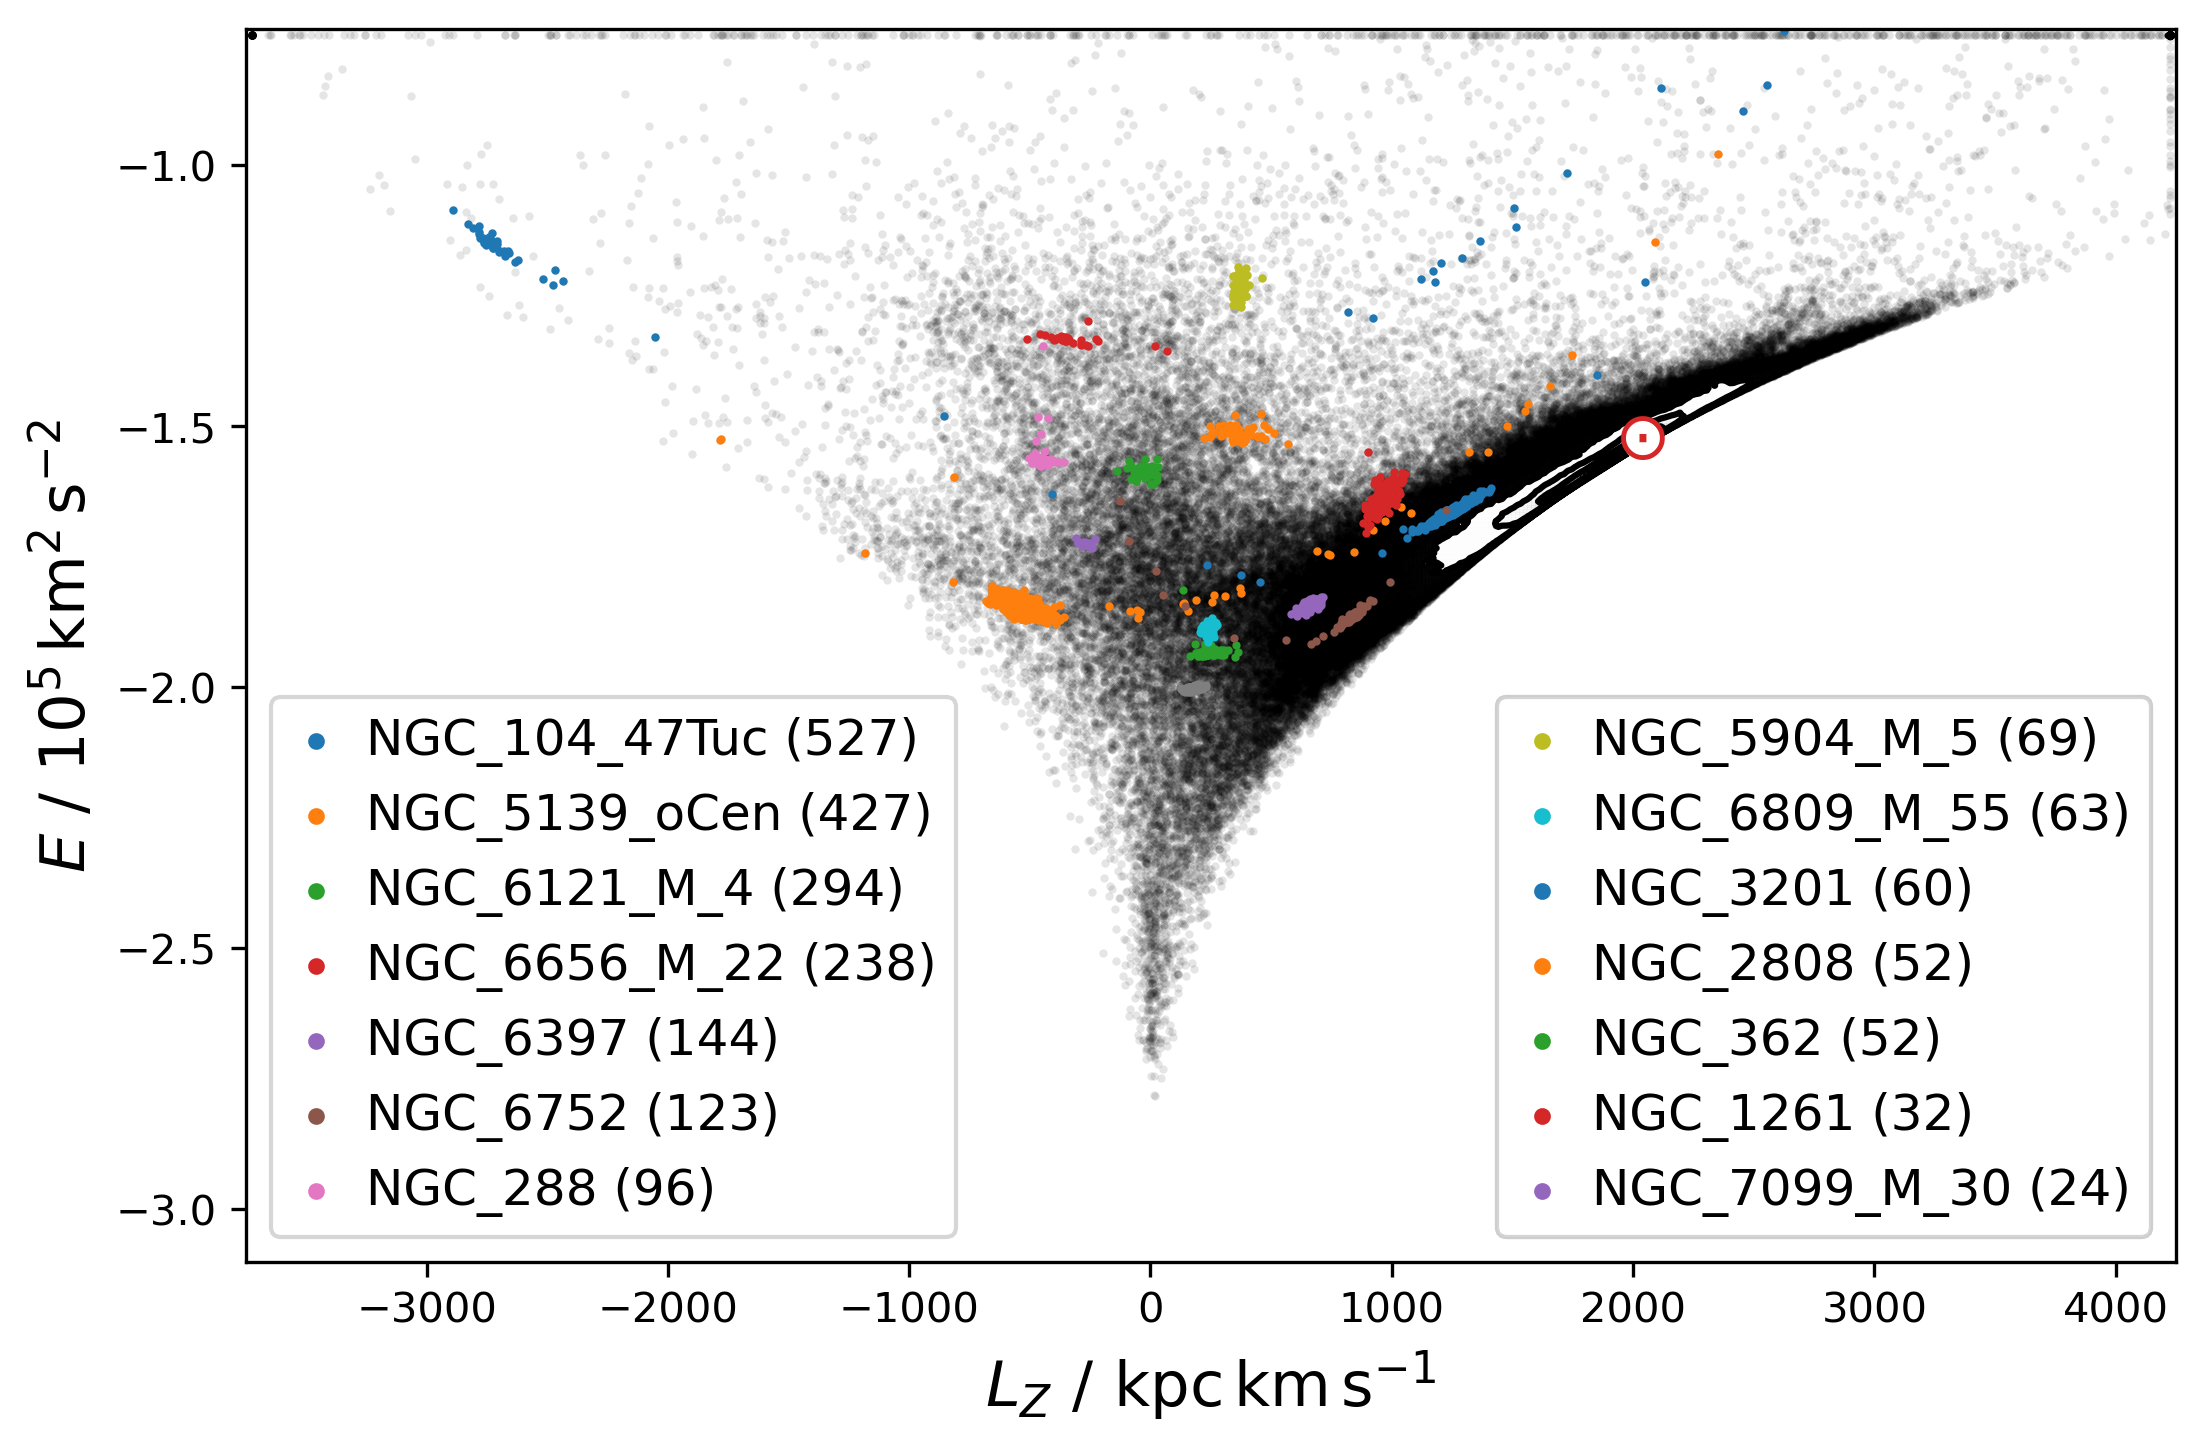 −1.0
−1.5
−2.0
−2.5
−3.0
E / 10⁵ km² s⁻²
NGC_104_47Tuc (527)
NGC_5139_oCen (427)
NGC_6121_M_4 (294)
NGC_6656_M_22 (238)
NGC_6397 (144)
NGC_6752 (123)
NGC_288 (96)
NGC_5904_M_5 (69)
NGC_6809_M_55 (63)
NGC_3201 (60)
NGC_2808 (52)
NGC_362 (52)
NGC_1261 (32)
NGC_7099_M_30 (24)
−3000 −2000 −1000 0 1000 2000 3000 4000
L_Z / kpc km s⁻¹